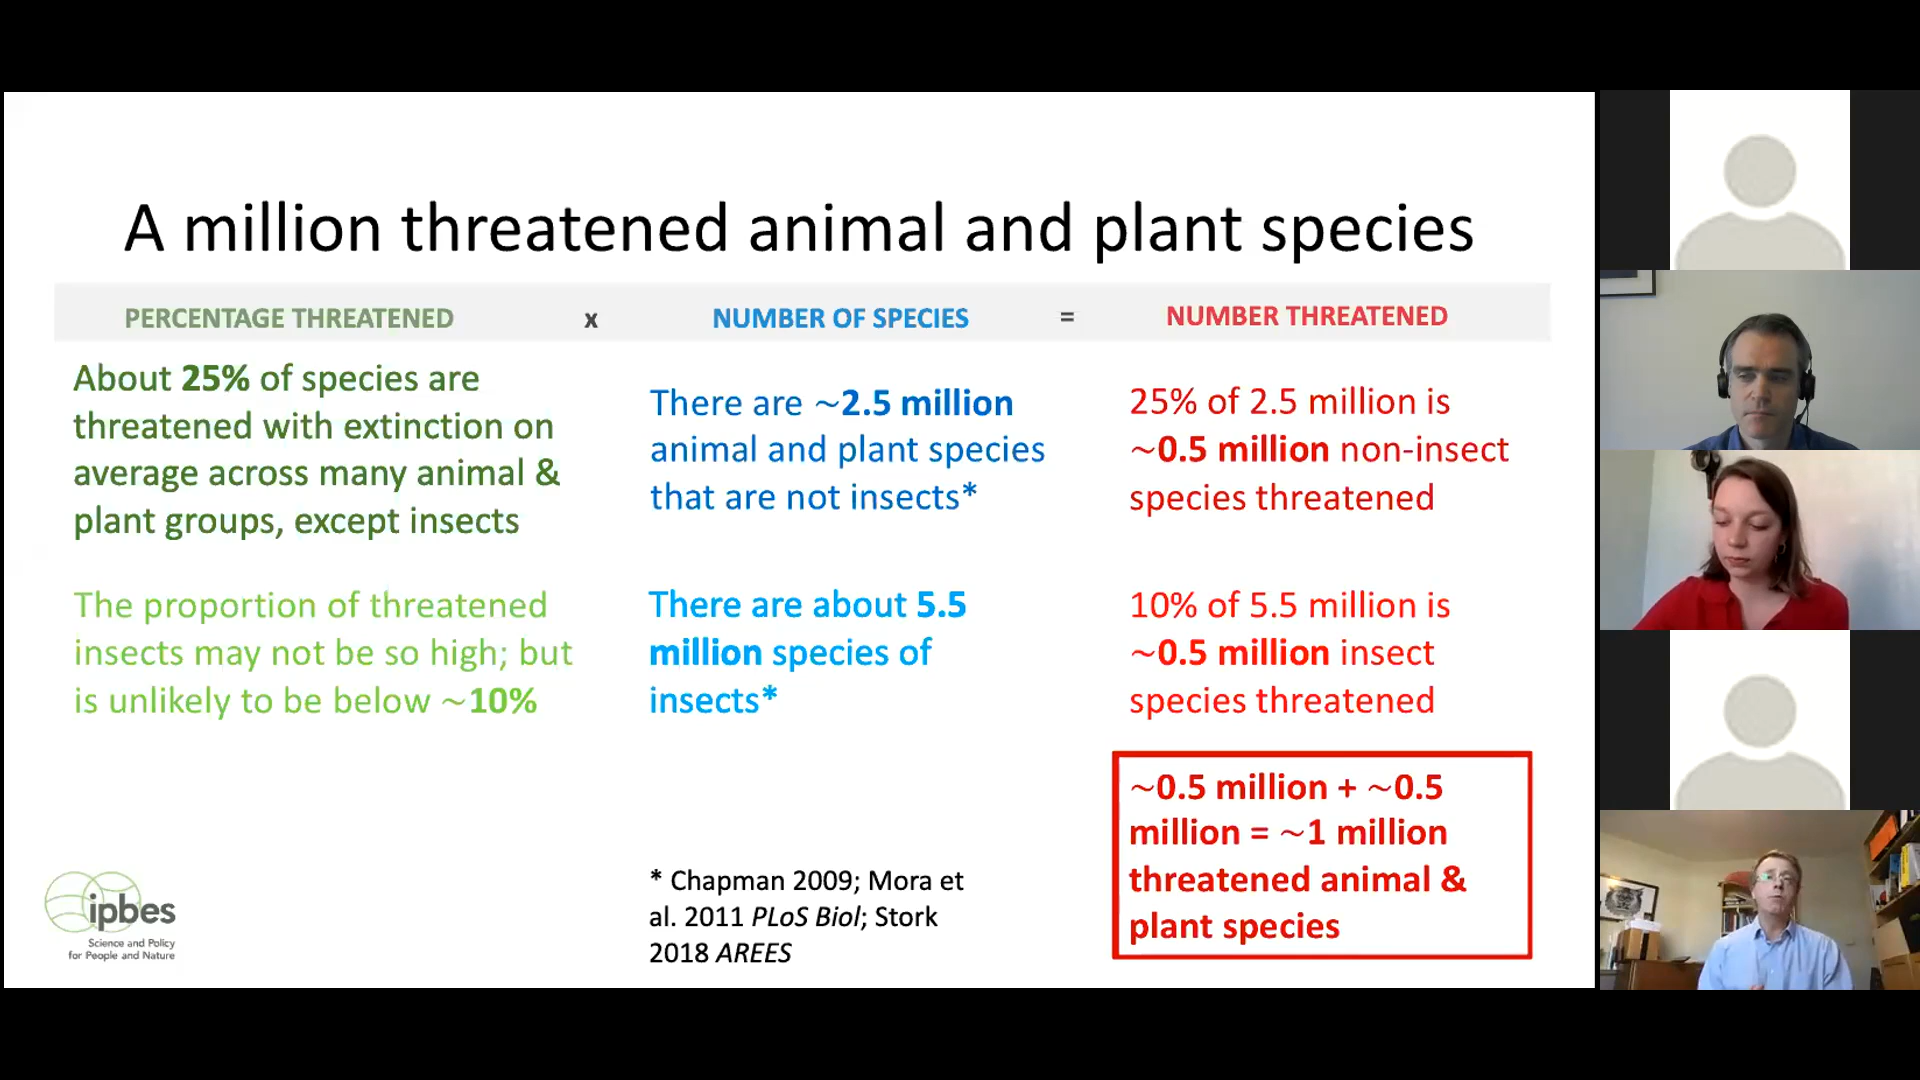 A million threatened animal and plant species
PERCENTAGE THREATENED x NUMBER OF SPECIES = NUMBER THREATENED
About 25% of species are
threatened with extinction on
average across many animal &
plant groups, except insects
There are ~2.5 million
animal and plant species
that are not insects*
25% of 2.5 million is
~0.5 million non-insect
species threatened
The proportion of threatened
insects may not be so high; but
is unlikely to be below ~10%
There are about 5.5
million species of
insects*
10% of 5.5 million is
~0.5 million insect
species threatened
~0.5 million + ~0.5
million = ~1 million
threatened animal &
plant species
* Chapman 2009; Mora et
al. 2011 PLoS Biol; Stork
2018 AREES
ipbes
Science and Policy
for People and Nature